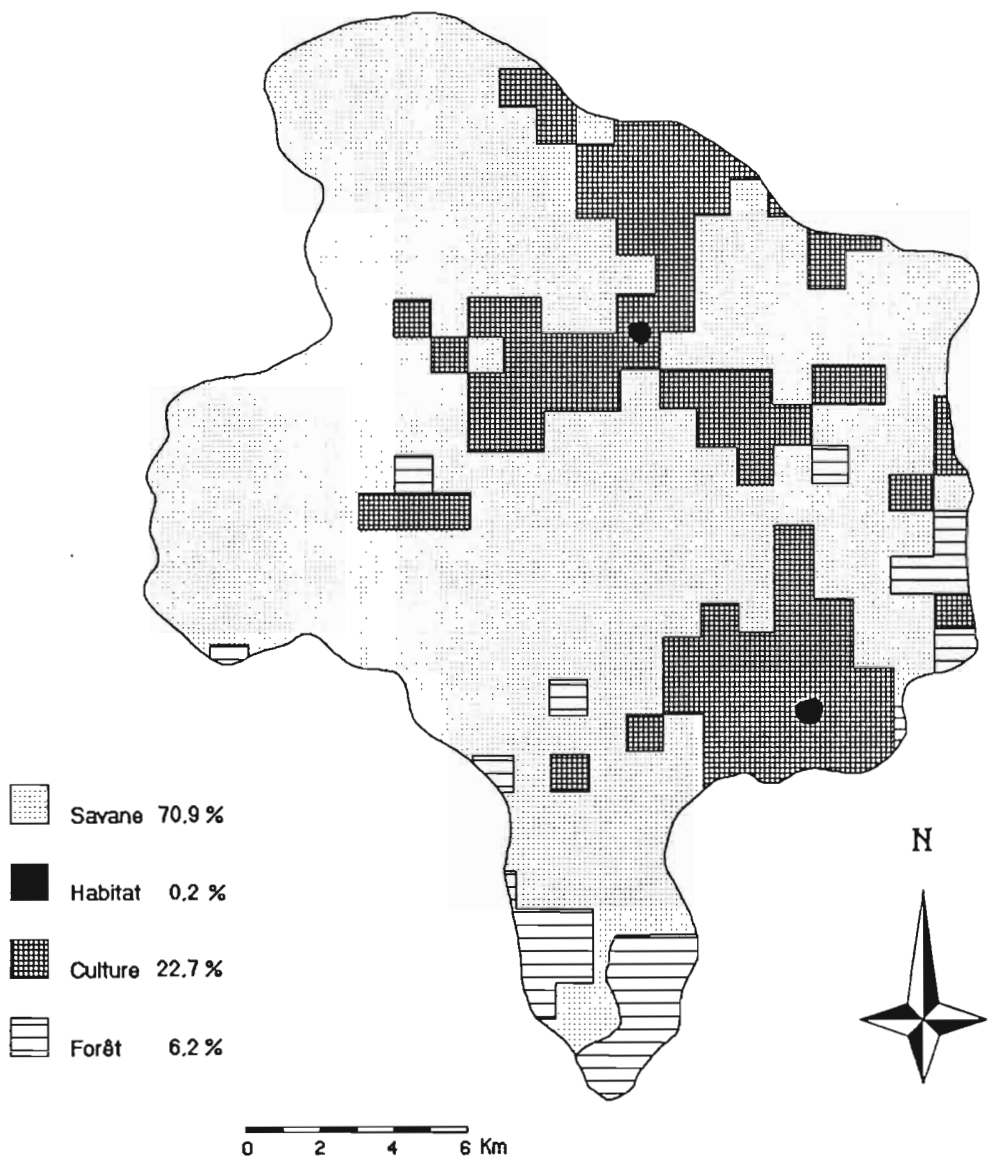 Savane 70,9 %
Habitat 0,2 %
Culture 22,7 %
Forêt 6,2 %
N
0 2 4 6 Km